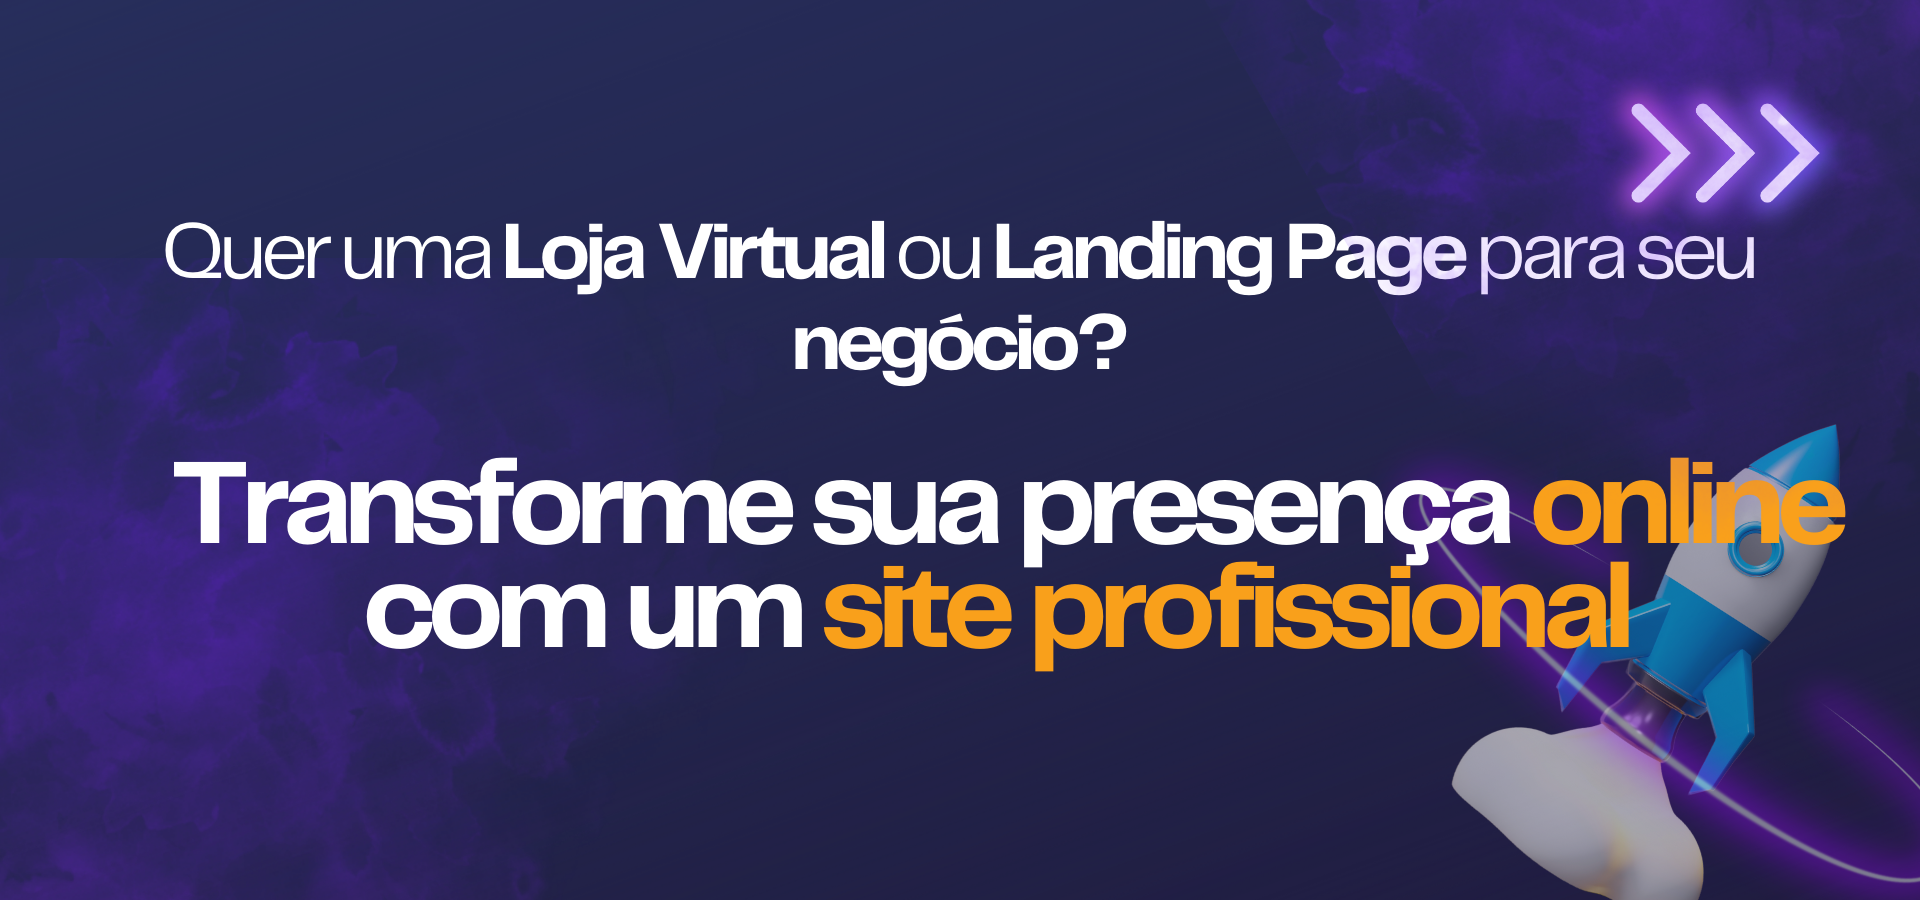 Quer uma Loja Virtual ou Landing Page para seu
negócio?
Transforme sua presença online
com um site profissional